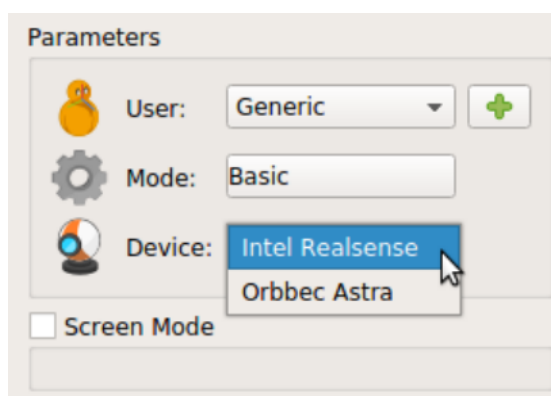 Parameters
User: Generic
Mode: Basic
Device: Intel Realsense
Orbbec Astra
Screen Mode